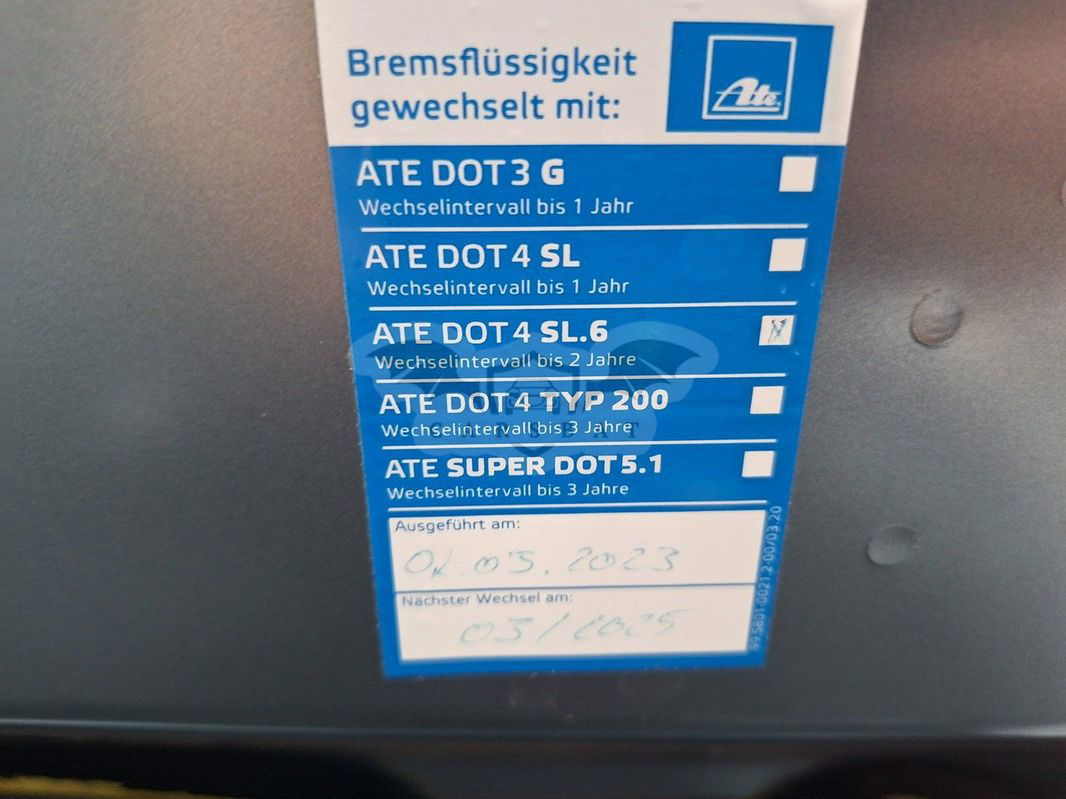 Bremsflüssigkeit
gewechselt mit:
Ate
ATE DOT 3 G
Wechselintervall bis 1 Jahr
ATE DOT 4 SL
Wechselintervall bis 1 Jahr
ATE DOT 4 SL.6
Wechselintervall bis 2 Jahre
ATE DOT 4 TYP 200
Wechselintervall bis 3 Jahre
CARSBAT
ATE SUPER DOT 5.1
Wechselintervall bis 3 Jahre
Ausgeführt am:
2023
Nächster Wechsel am:
03/2025